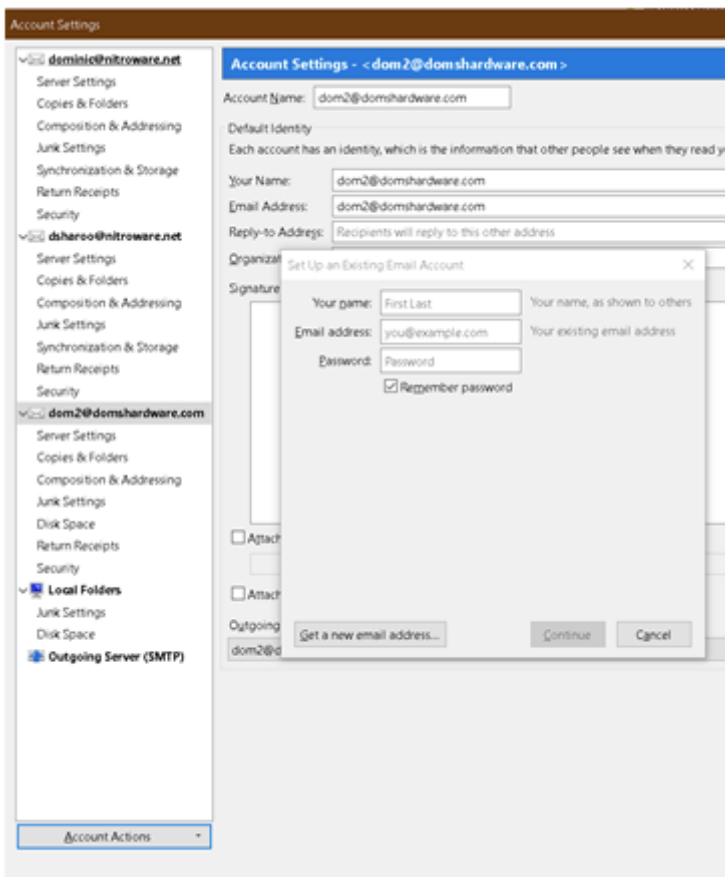 Account Settings
dominic@nitroware.net
Server Settings
Copies & Folders
Composition & Addressing
Junk Settings
Synchronization & Storage
Return Receipts
Security
dsharoo@nitroware.net
Server Settings
Copies & Folders
Composition & Addressing
Junk Settings
Synchronization & Storage
Return Receipts
Security
dom2@domshardware.com
Server Settings
Copies & Folders
Composition & Addressing
Junk Settings
Disk Space
Return Receipts
Security
Local Folders
Junk Settings
Disk Space
Outgoing Server (SMTP)
Account Actions
Account Settings - <dom2@domshardware.com>
Account Name: dom2@domshardware.com
Default Identity
Each account has an identity, which is the information that other people see when they read y
Your Name: dom2@domshardware.com
Email Address: dom2@domshardware.com
Reply-to Address: Recipients will reply to this other address
Organizat
Signature
Attach
Attach
Outgoing
dom2@d
Set Up an Existing Email Account
Your name: First Last Your name, as shown to others
Email address: you@example.com Your existing email address
Password: Password
Remember password
Get a new email address... Continue Cancel